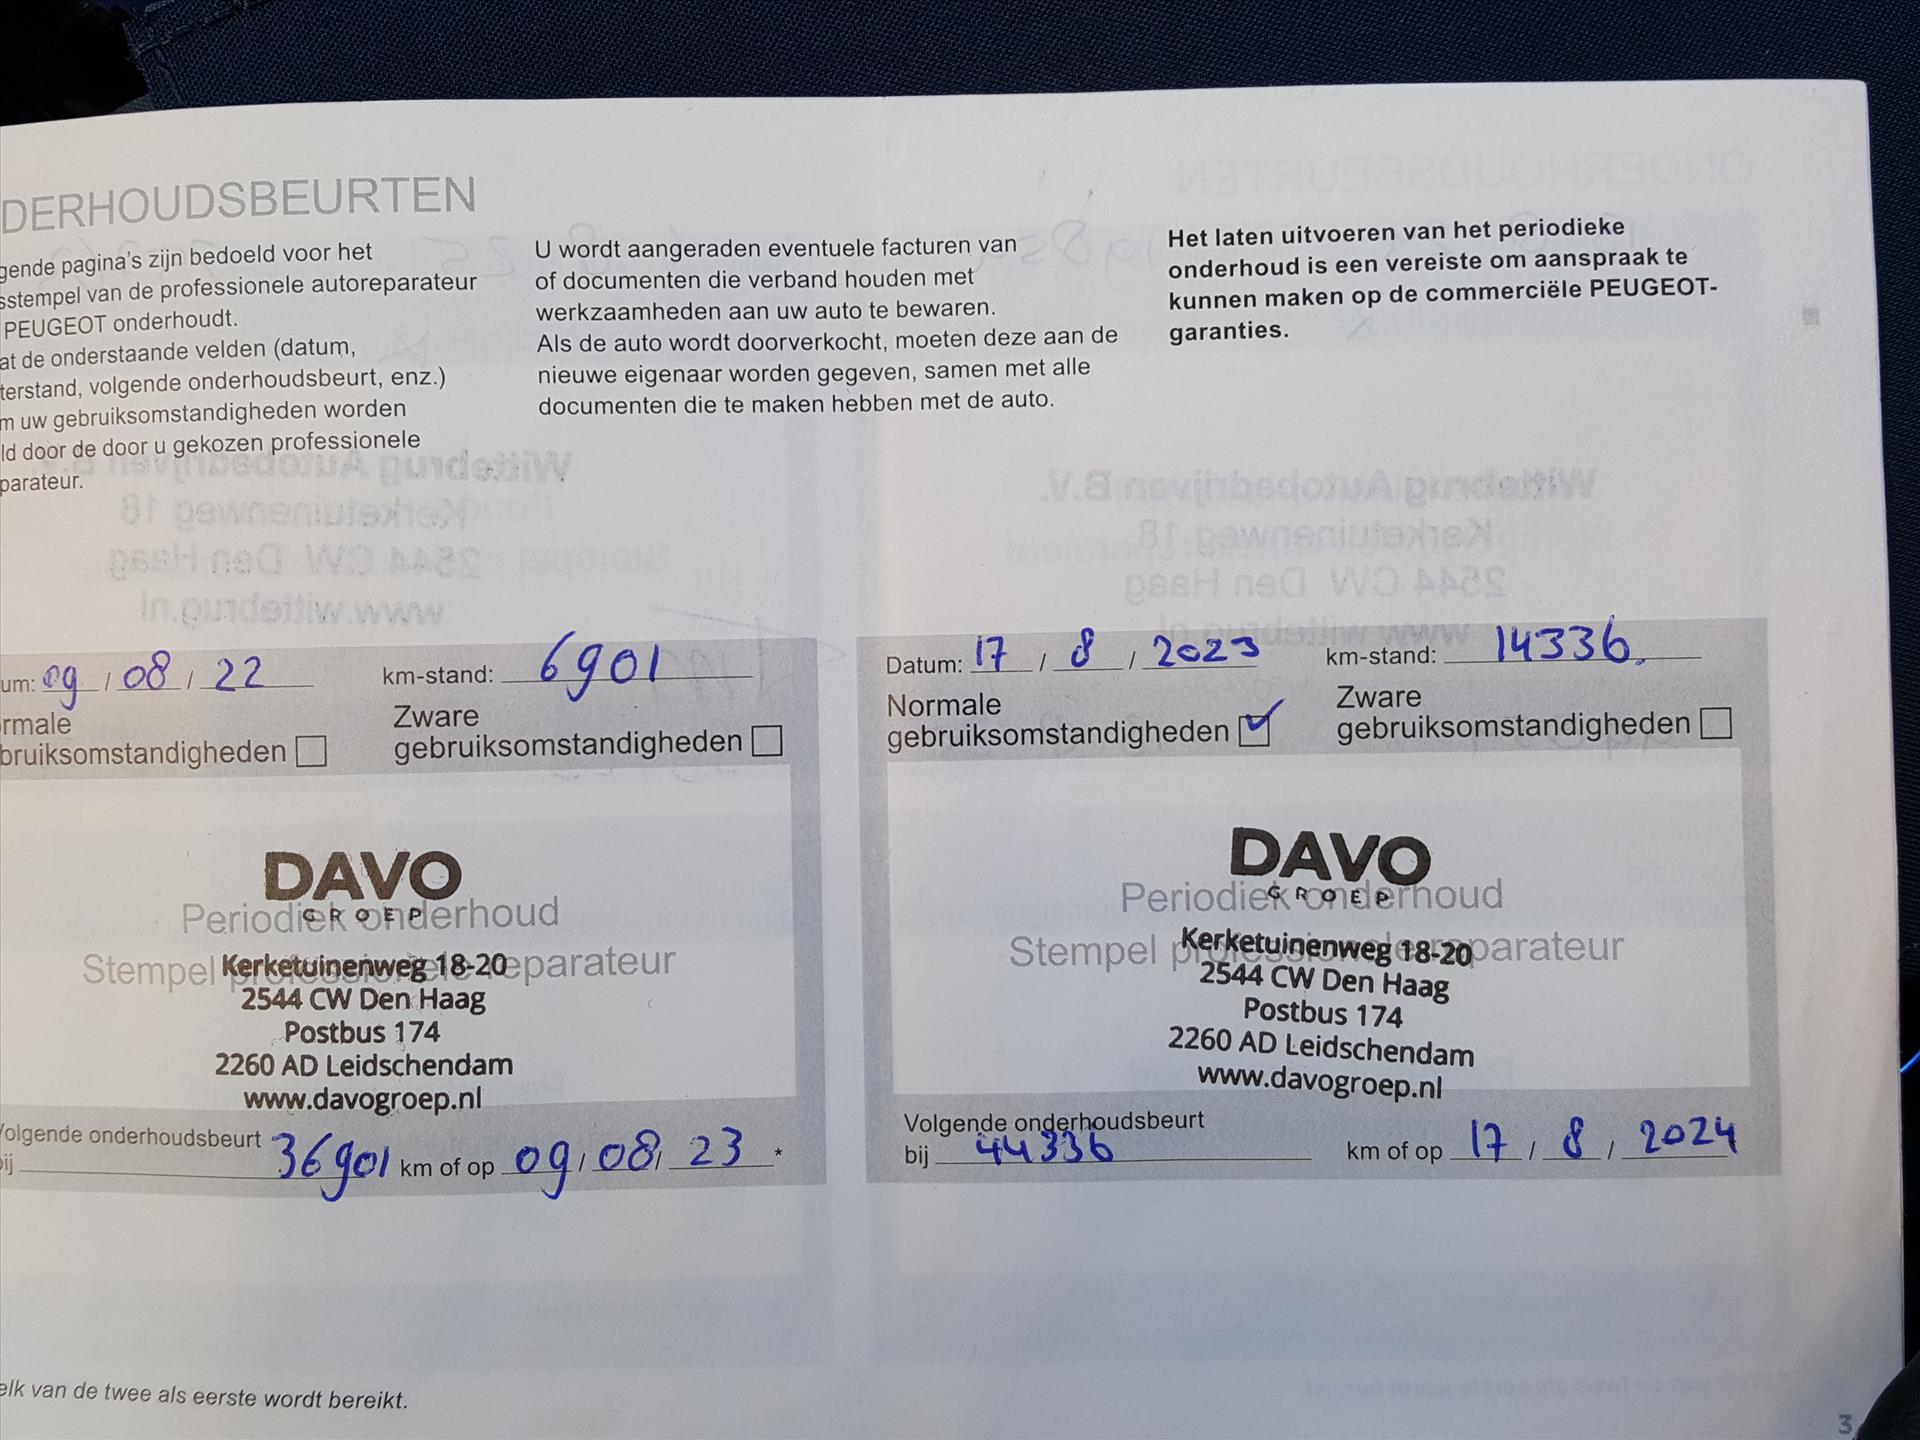 DERHOUDSBEURTEN
gende pagina's zijn bedoeld voor het
sstempel van de professionele autoreparateur
PEUGEOT onderhoudt.
at de onderstaande velden (datum,
terstand, volgende onderhoudsbeurt, enz.)
m uw gebruiksomstandigheden worden
ld door de door u gekozen professionele
parateur.
U wordt aangeraden eventuele facturen van
of documenten die verband houden met
werkzaamheden aan uw auto te bewaren.
Als de auto wordt doorverkocht, moeten deze aan de
nieuwe eigenaar worden gegeven, samen met alle
documenten die te maken hebben met de auto.
Het laten uitvoeren van het periodieke
onderhoud is een vereiste om aanspraak te
kunnen maken op de commerciële PEUGEOT-
garanties.
um: 09 / 08 / 22 km-stand: 6901
rmale
bruiksomstandigheden
Zware
gebruiksomstandigheden
DAVO
GROEP
Periodiek onderhoud
Stempel professionele reparateur
Kerketuinenweg 18-20
2544 CW Den Haag
Postbus 174
2260 AD Leidschendam
www.davogroep.nl
Volgende onderhoudsbeurt
bij 36901 km of op 09 / 08 / 23 *
Datum: 17 / 8 / 2023 km-stand: 14336.
Normale
gebruiksomstandigheden
Zware
gebruiksomstandigheden
DAVO
GROEP
Periodiek onderhoud
Stempel professionele reparateur
Kerketuinenweg 18-20
2544 CW Den Haag
Postbus 174
2260 AD Leidschendam
www.davogroep.nl
Volgende onderhoudsbeurt
bij 44336 km of op 17 / 8 / 2024
elk van de twee als eerste wordt bereikt.
3